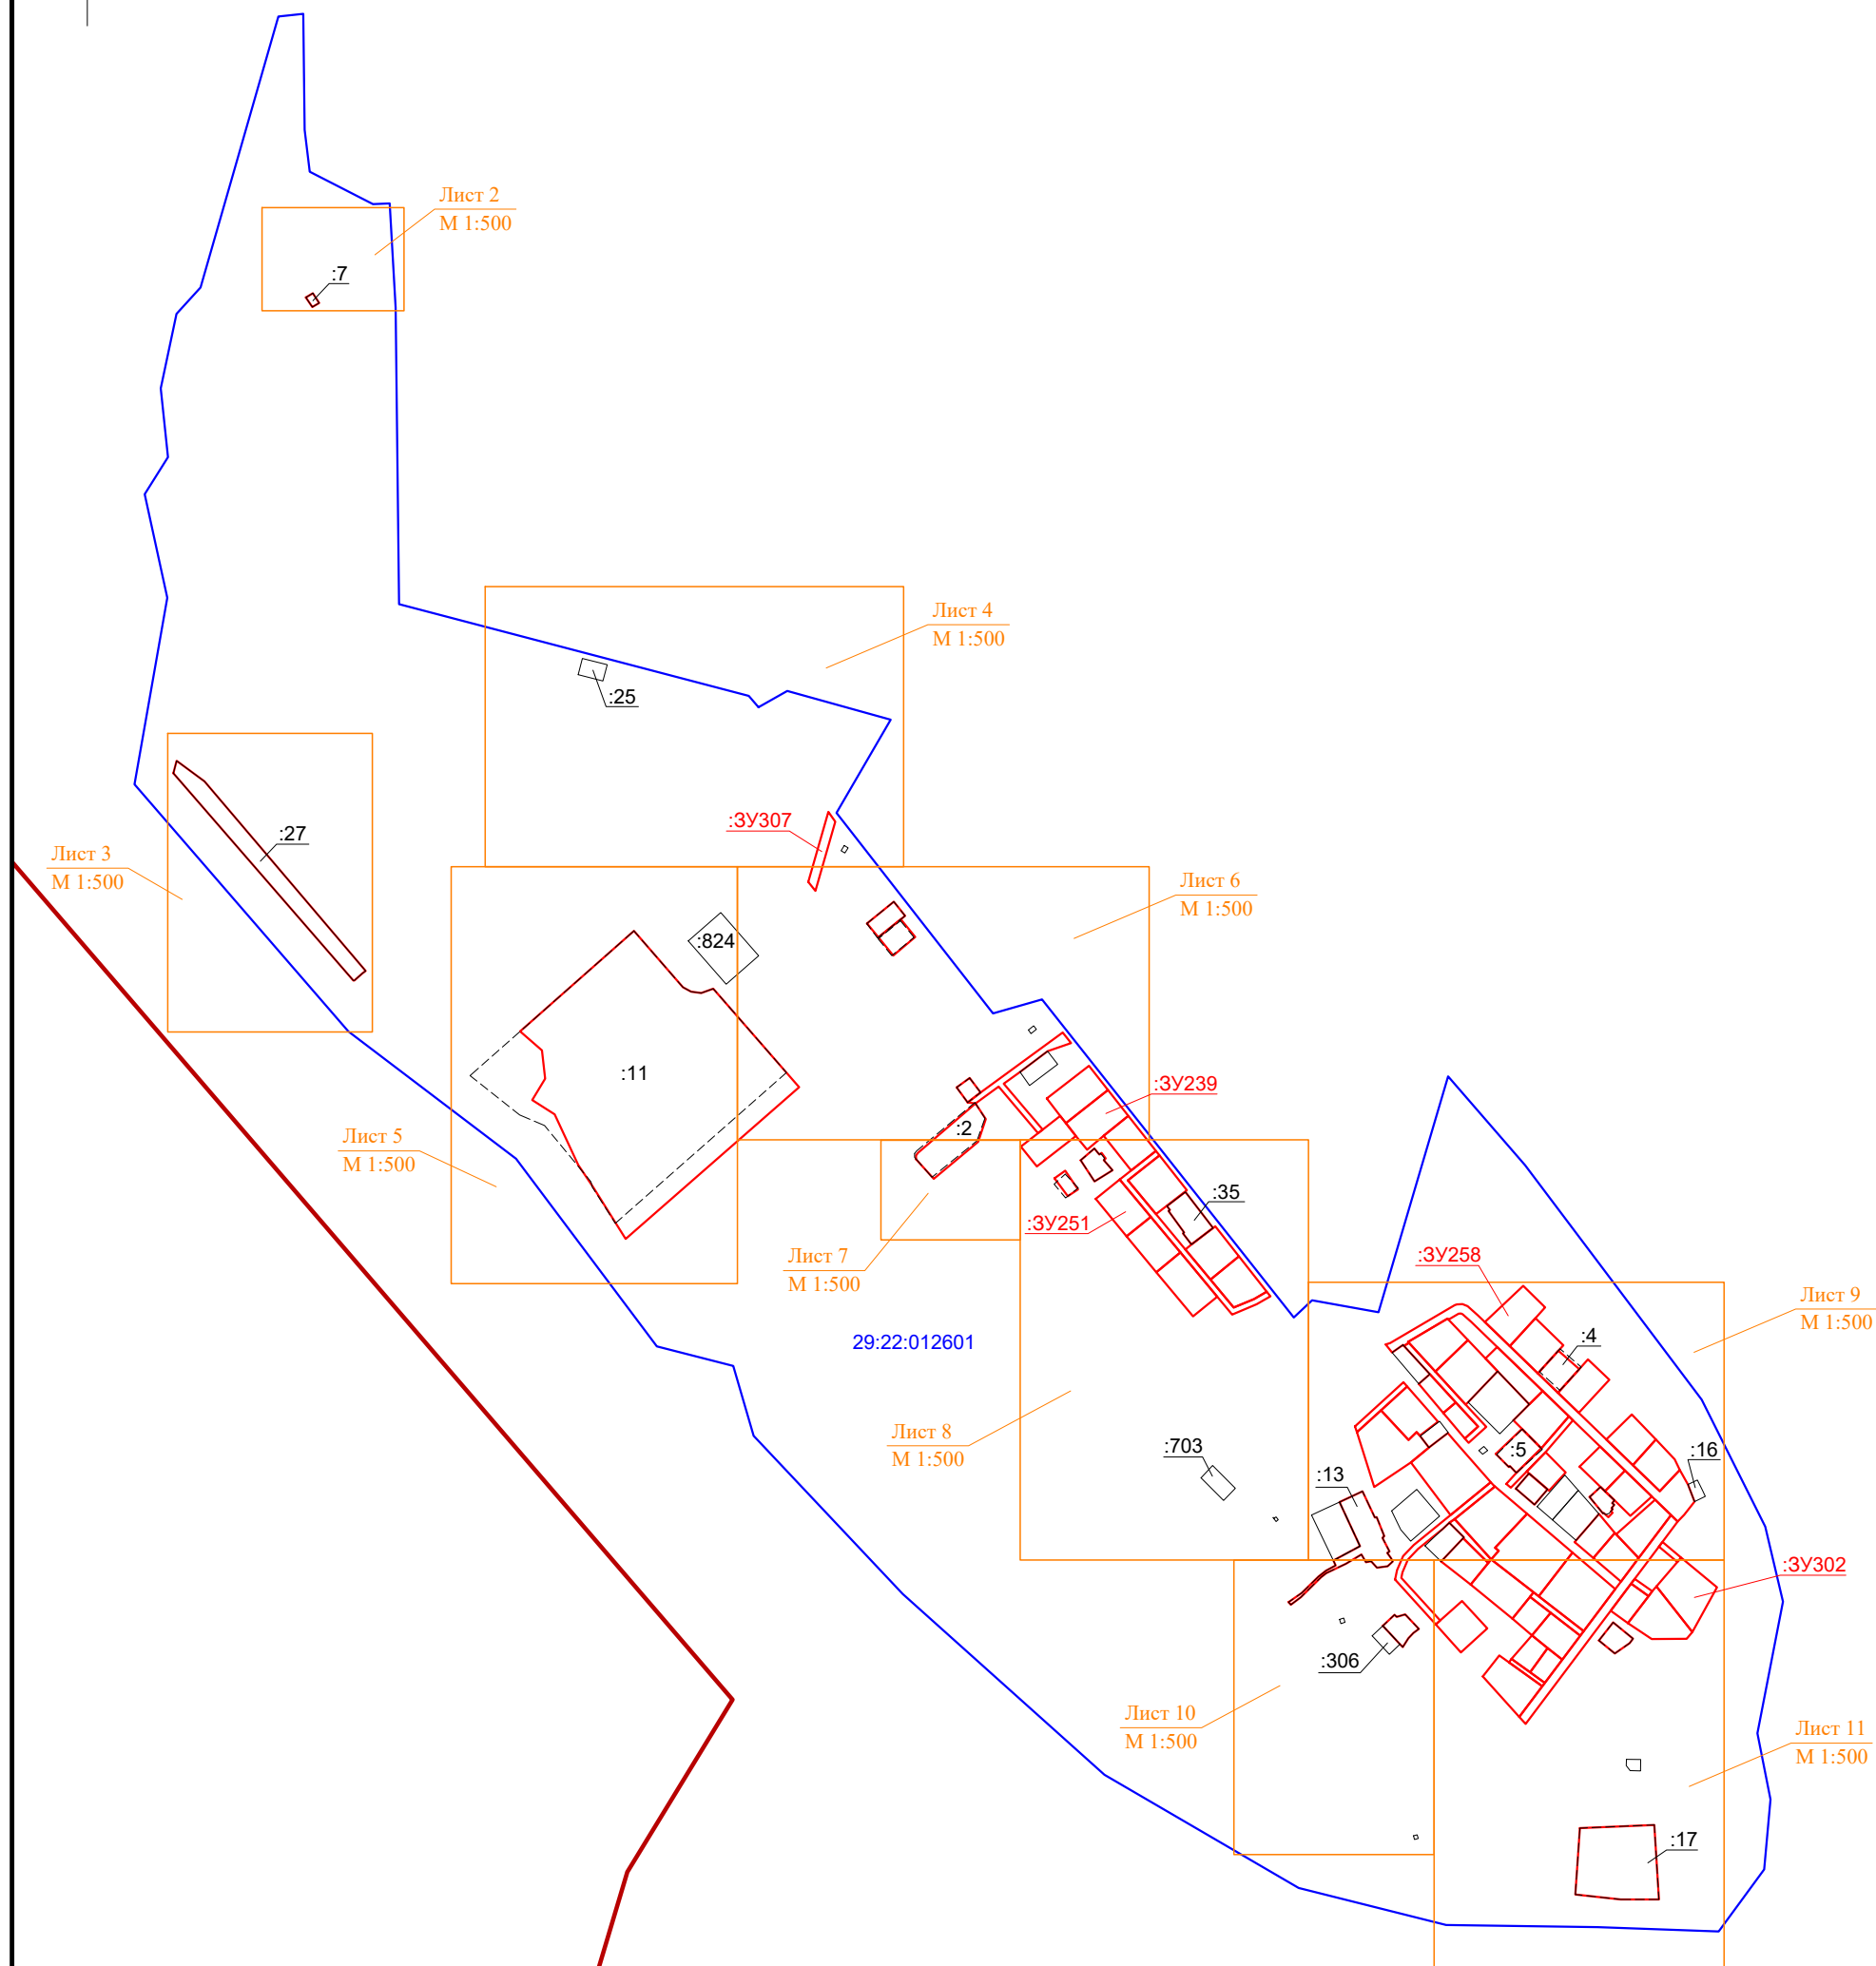 Лист 2
М 1:500
:7
Лист 4
М 1:500
:25
:ЗУ307
:27
Лист 3
М 1:500
Лист 6
М 1:500
:824
:11
:ЗУ239
:2
Лист 5
М 1:500
:35
:ЗУ251
Лист 7
М 1:500
:ЗУ258
Лист 9
М 1:500
:4
29:22:012601
Лист 8
М 1:500
:703
:5
:16
:13
:ЗУ302
:306
Лист 10
М 1:500
Лист 11
М 1:500
:17